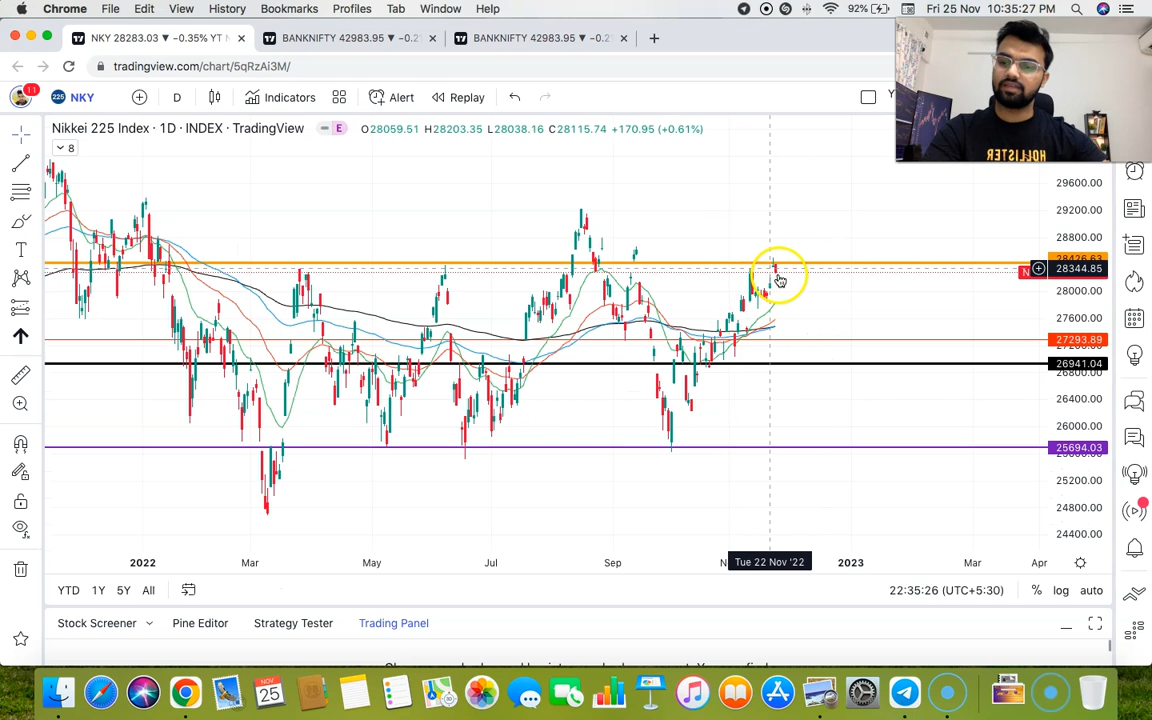 Chrome File Edit View History Bookmarks Profiles Tab Window Help 92% Fri 25 Nov 10:35:27 PM
NKY 28283.03 ▼ −0.35% YT N × BANKNIFTY 42983.95 ▼ −0.2 × BANKNIFTY 42983.95 ▼ −0.2 × +
tradingview.com/chart/5qRzAi3M/
11 225 NKY D Indicators Alert Replay Y
HOLLISTER
Nikkei 225 Index · 1D · INDEX · TradingView E O28059.51 H28203.35 L28038.16 C28115.74 +170.95 (+0.61%)
8
29600.00
29200.00
28800.00
28426.63
N 28344.85
28000.00
27600.00
27293.89
26941.04
26800.00
26400.00
26000.00
25694.03
25200.00
24800.00
24400.00
2022 Mar May Jul Sep N Tue 22 Nov '22 2023 Mar Apr
YTD 1Y 5Y All 22:35:26 (UTC+5:30) % log auto
Stock Screener Pine Editor Strategy Tester Trading Panel
NOV
25